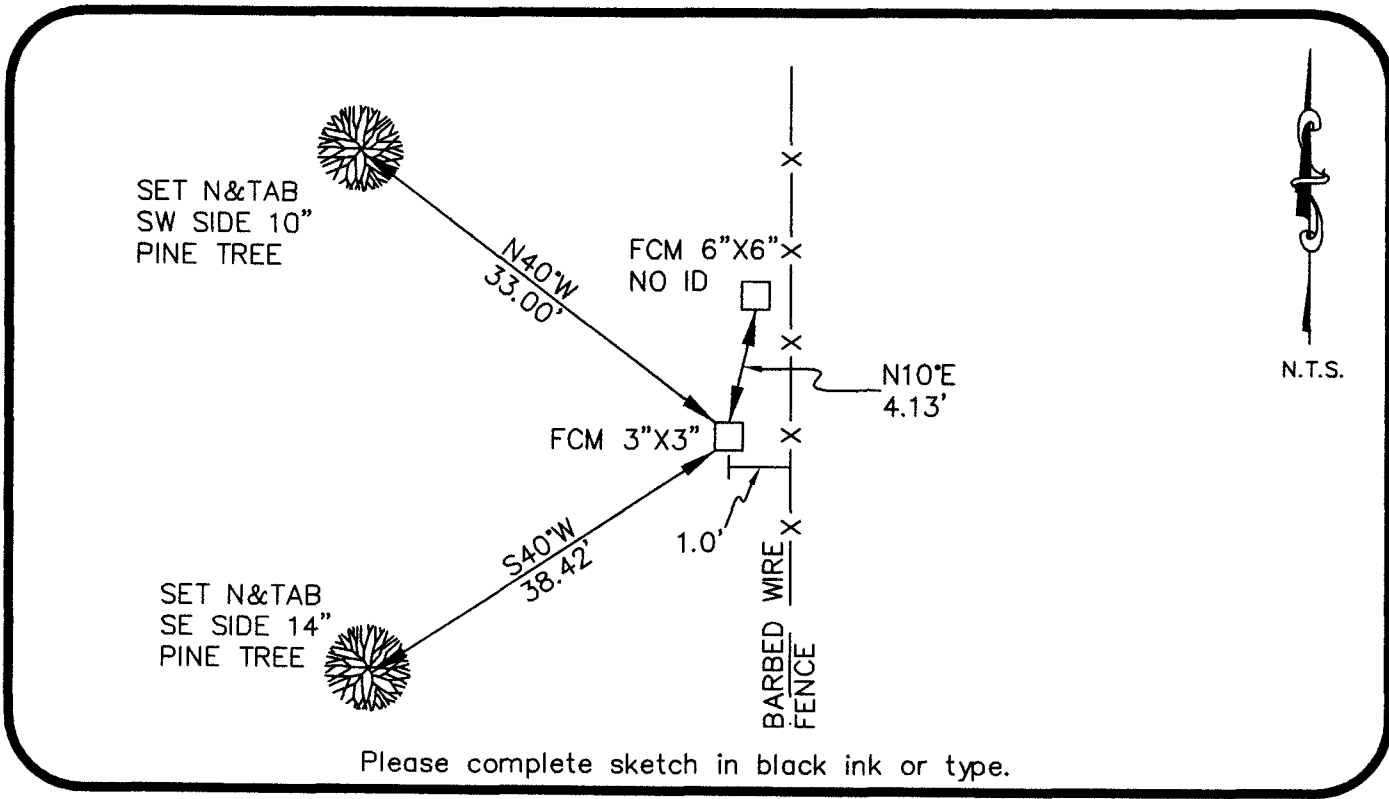 SET N&TAB
SW SIDE 10"
PINE TREE
N40°W
33.00'
FCM 6"X6"
NO ID
N10°E
4.13'
N.T.S.
FCM 3"X3"
1.0'
S40°W
38.42'
SET N&TAB
SE SIDE 14"
PINE TREE
BARBED WIRE
FENCE
Please complete sketch in black ink or type.